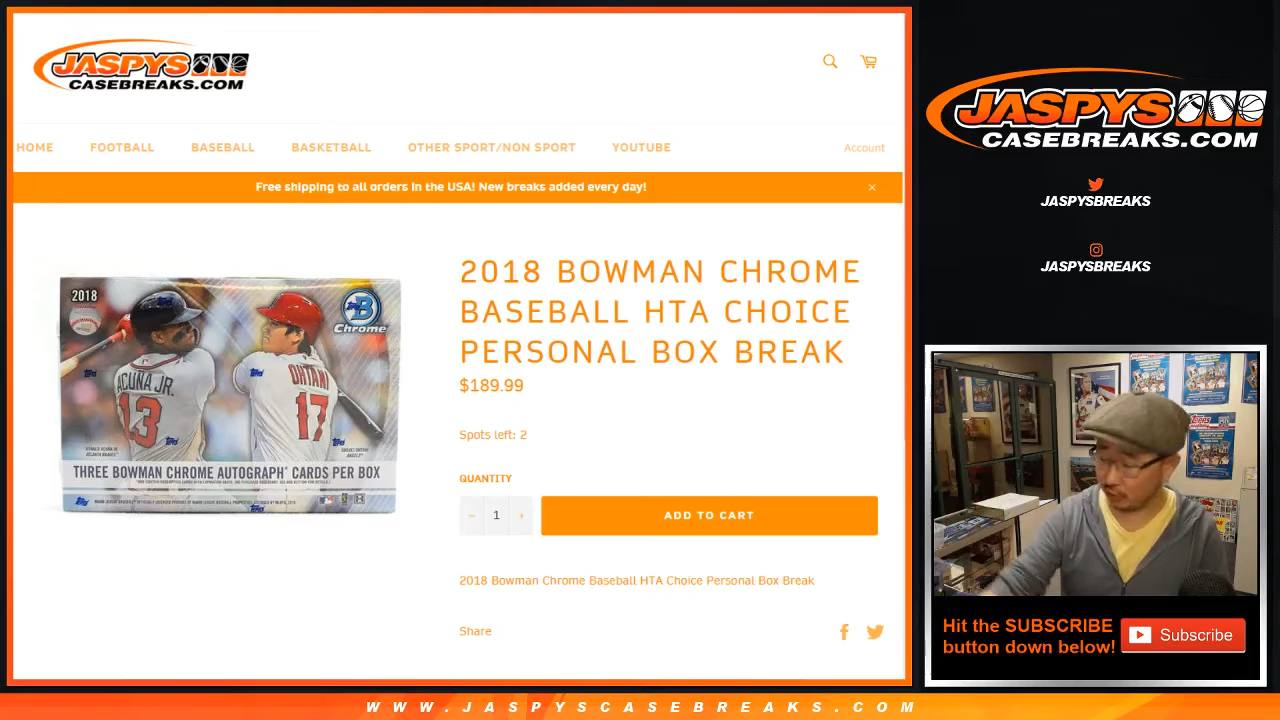 JASPYS
CASEBREAKS.COM
HOME FOOTBALL BASEBALL BASKETBALL OTHER SPORT/NON SPORT YOUTUBE Account
Free shipping to all orders in the USA! New breaks added every day! ×
2018
Chrome
ACUNA JR.
13
OHTANI
17
topps
THREE BOWMAN CHROME AUTOGRAPH* CARDS PER BOX
2018 BOWMAN CHROME
BASEBALL HTA CHOICE
PERSONAL BOX BREAK
$189.99
Spots left: 2
QUANTITY
− 1 +
ADD TO CART
2018 Bowman Chrome Baseball HTA Choice Personal Box Break
Share
JASPYS
CASEBREAKS.COM
JASPYSBREAKS
JASPYSBREAKS
Hit the SUBSCRIBE
button down below!
Subscribe
WWW.JASPYSCASEBREAKS.COM